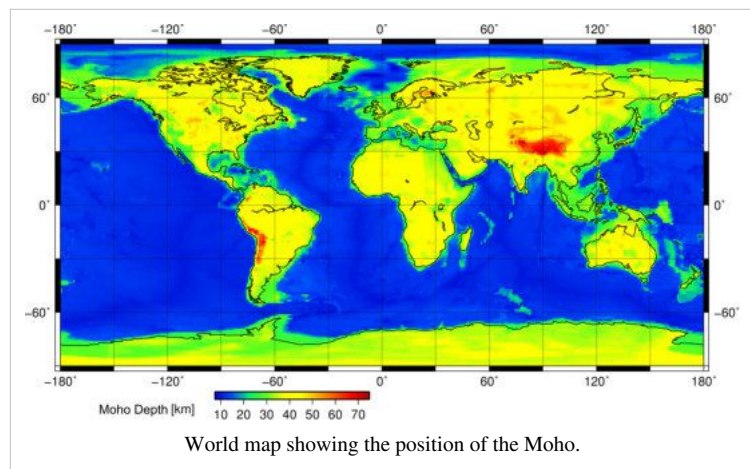 −180° −120° −60° 0° 60° 120° 180°
60° 60°
0° 0°
−60° −60°
−180° −120° −60° 0° 60° 120° 180°
Moho Depth [km]
10 20 30 40 50 60 70
World map showing the position of the Moho.